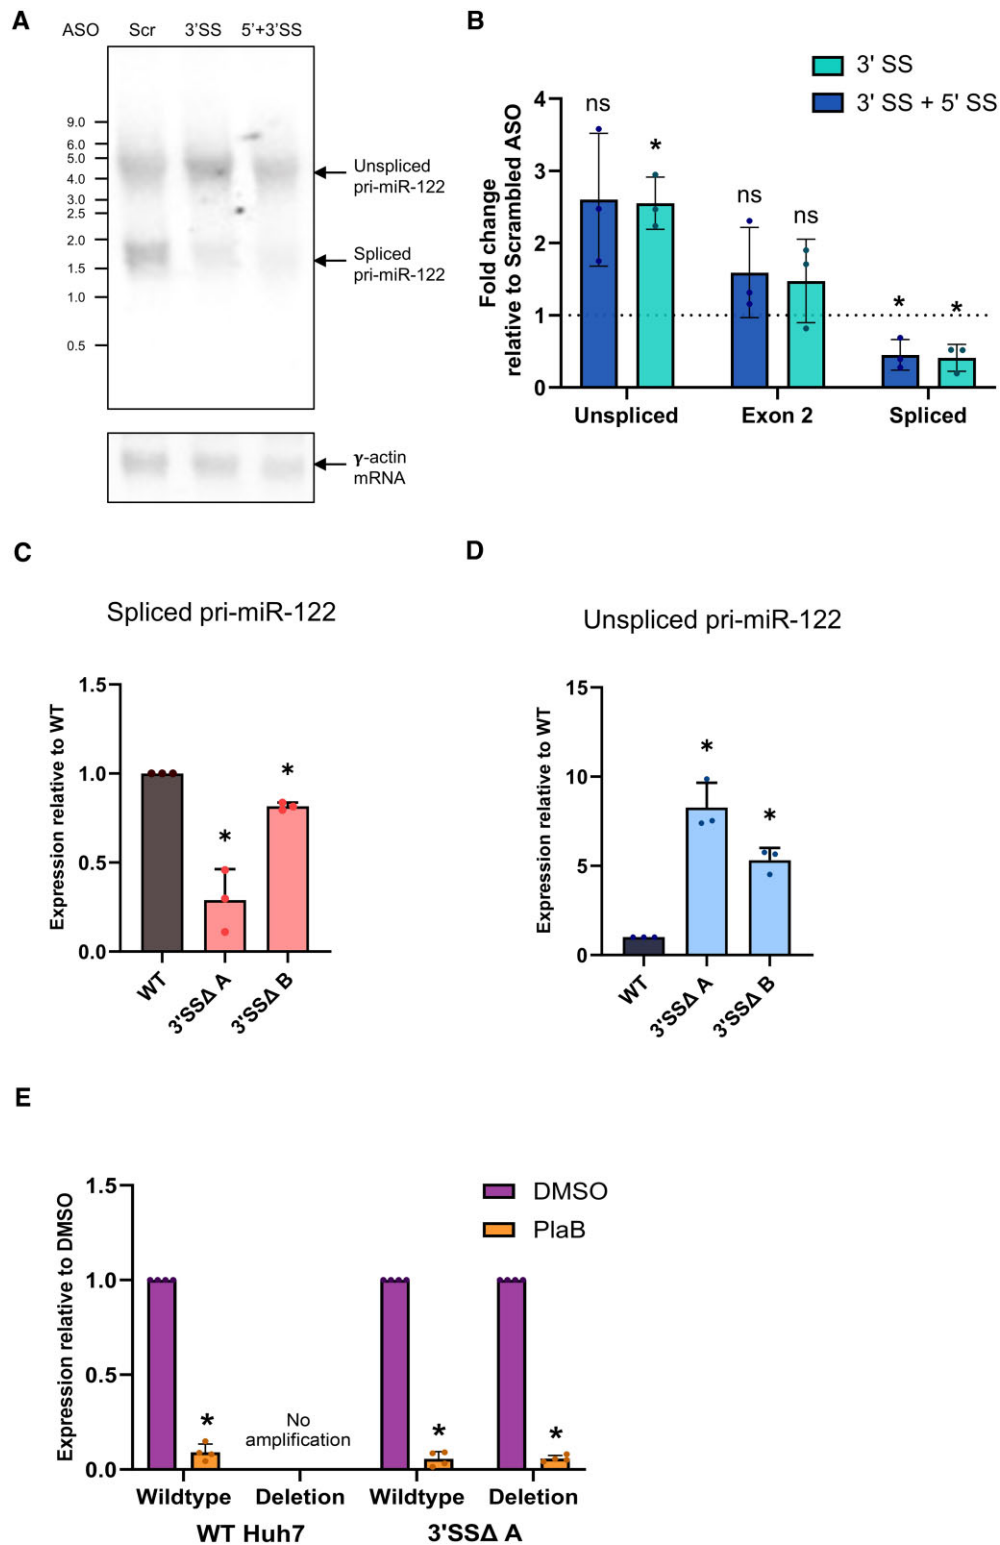 A
ASO Scr 3'SS 5'+3'SS
9.0
6.0
5.0
4.0
3.0
2.5
2.0
1.5
1.0
0.5
Unspliced
pri-miR-122
Spliced
pri-miR-122
γ-actin
mRNA
B
3' SS
3' SS + 5' SS
Fold change
relative to Scrambled ASO
4
3
2
1
0
ns
*
ns
ns
*
*
Unspliced Exon 2 Spliced
C
Spliced pri-miR-122
Expression relative to WT
1.5
1.0
0.5
0.0
*
*
WT
3'SSΔ A
3'SSΔ B
D
Unspliced pri-miR-122
Expression relative to WT
15
10
5
0
*
*
WT
3'SSΔ A
3'SSΔ B
E
DMSO
PlaB
Expression relative to DMSO
1.5
1.0
0.5
0.0
*
No
amplification
*
*
Wildtype Deletion Wildtype Deletion
WT Huh7 3'SSΔ A